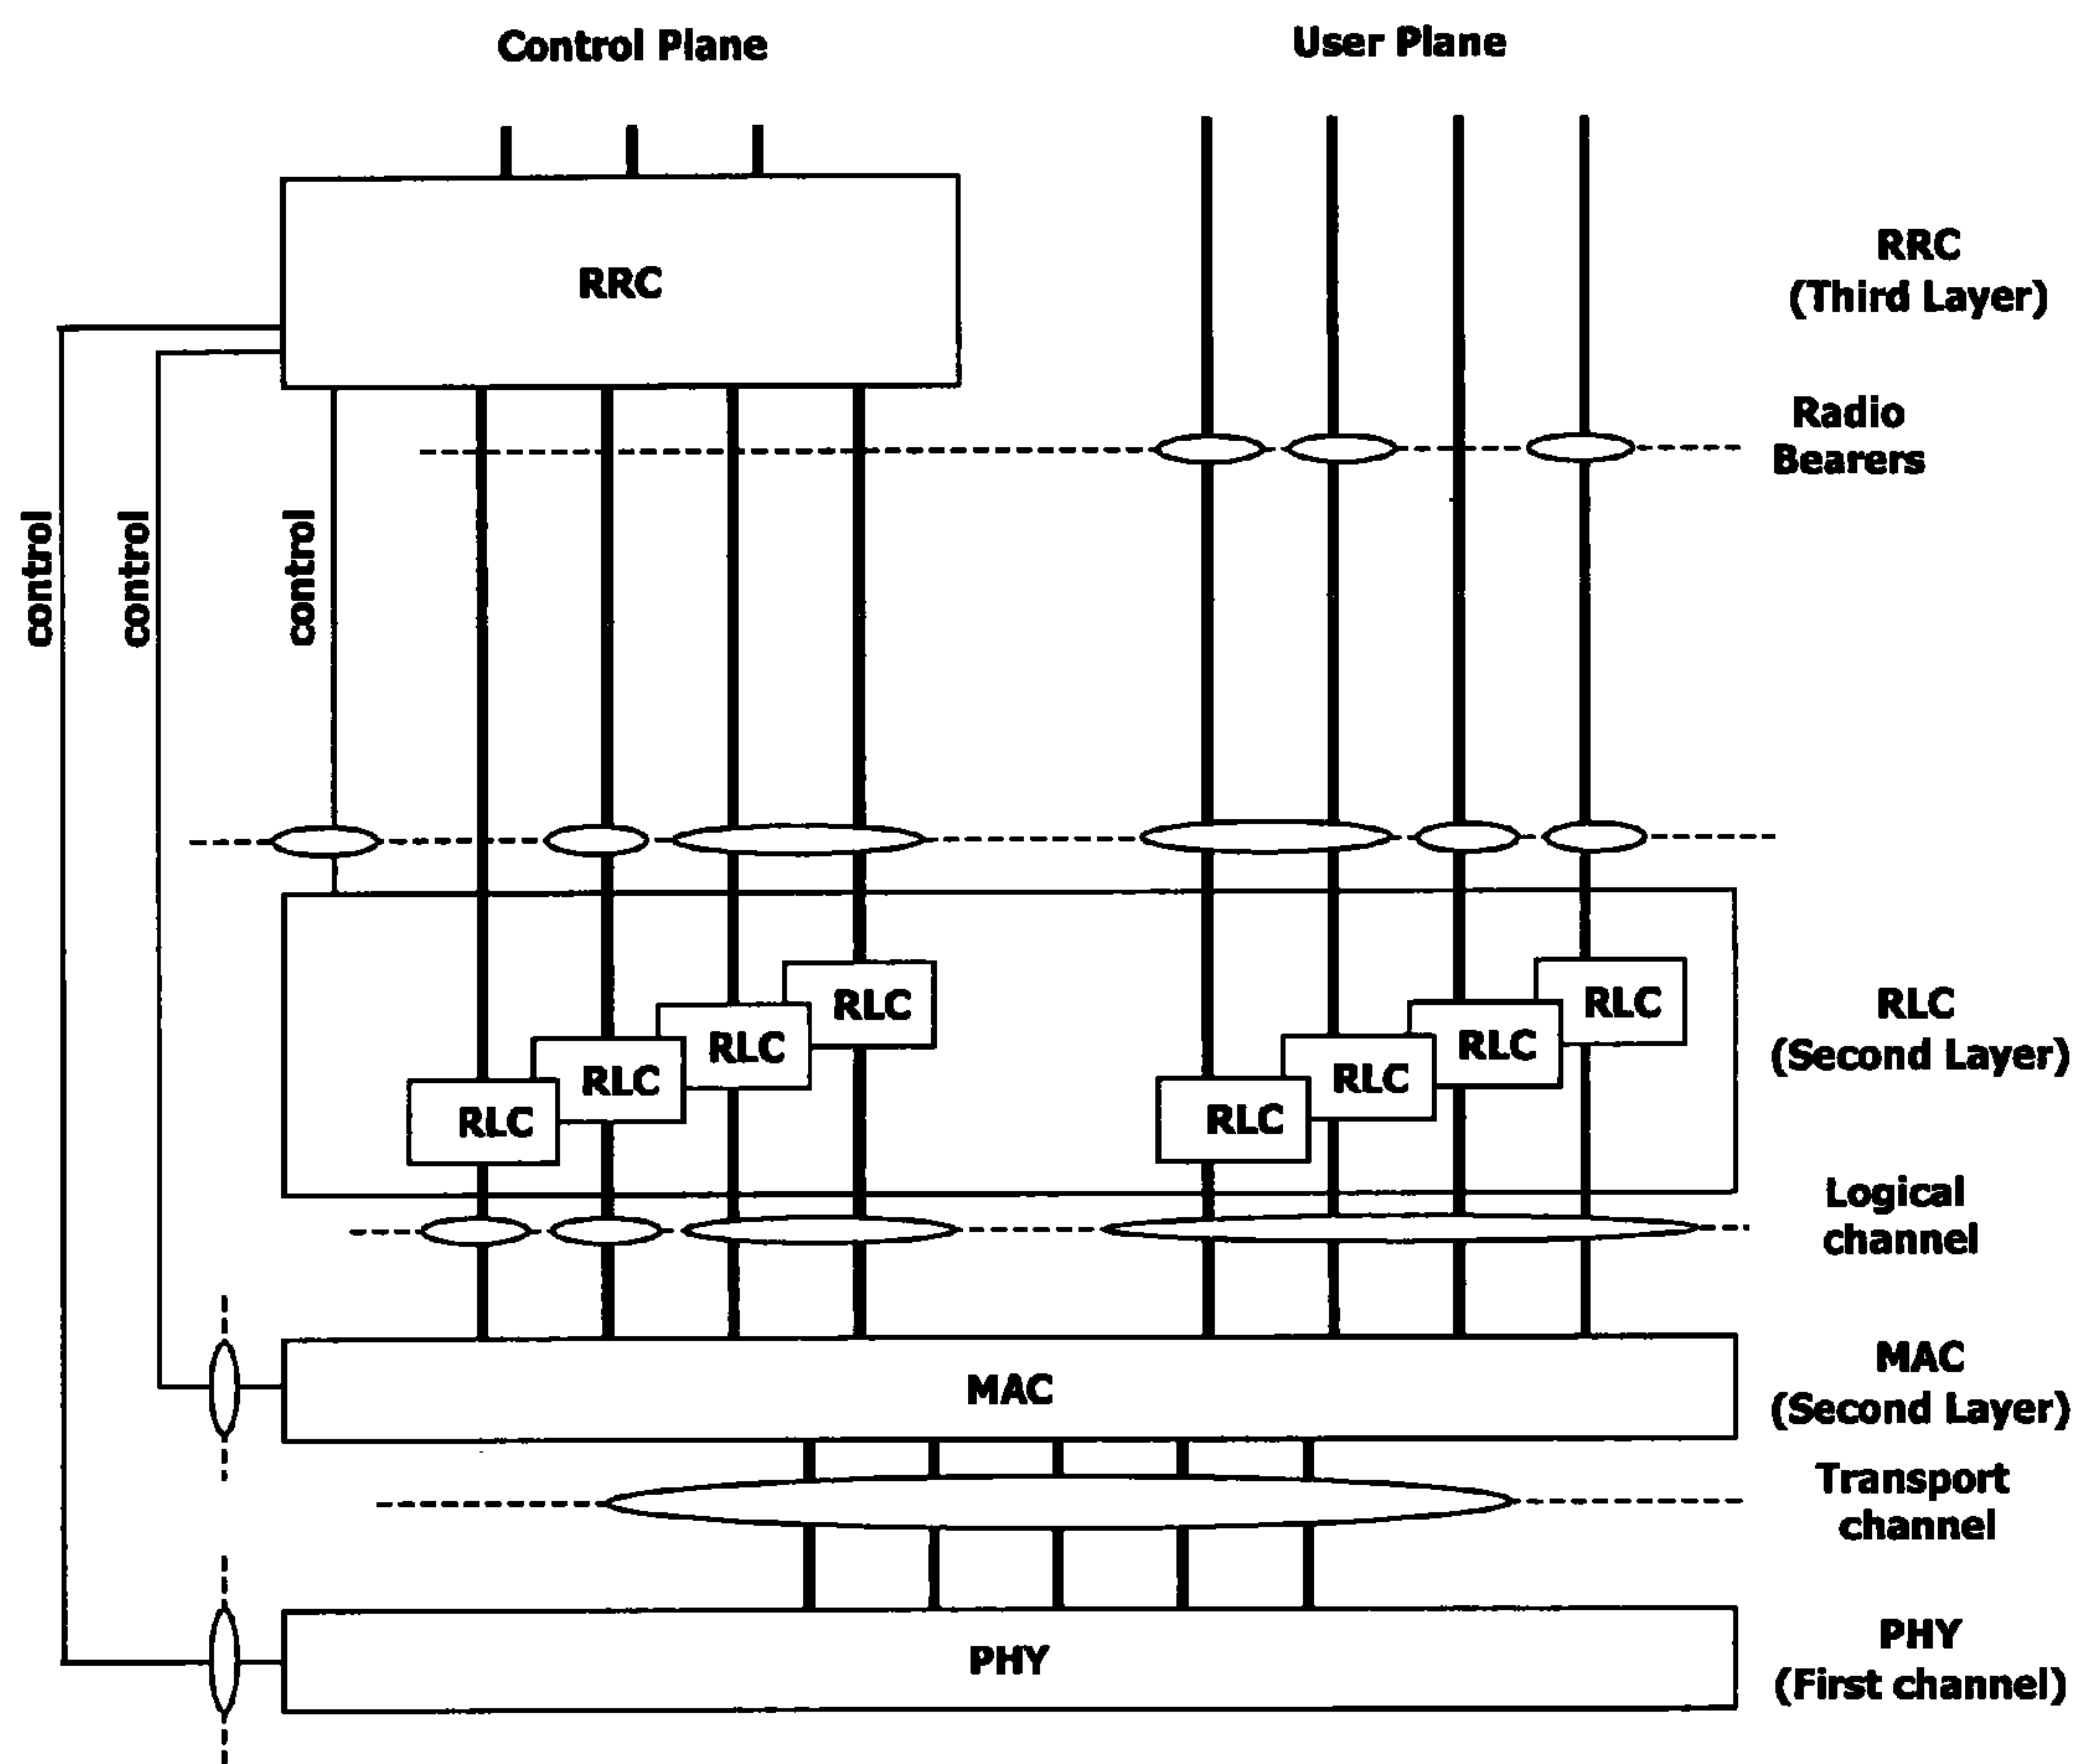 Control Plane
User Plane
RRC
RRC
(Third Layer)
Radio
Bearers
control
control
control
RLC
RLC
RLC
RLC
RLC
RLC
RLC
RLC
RLC
(Second Layer)
Logical
channel
MAC
MAC
(Second Layer)
Transport
channel
PHY
PHY
(First channel)